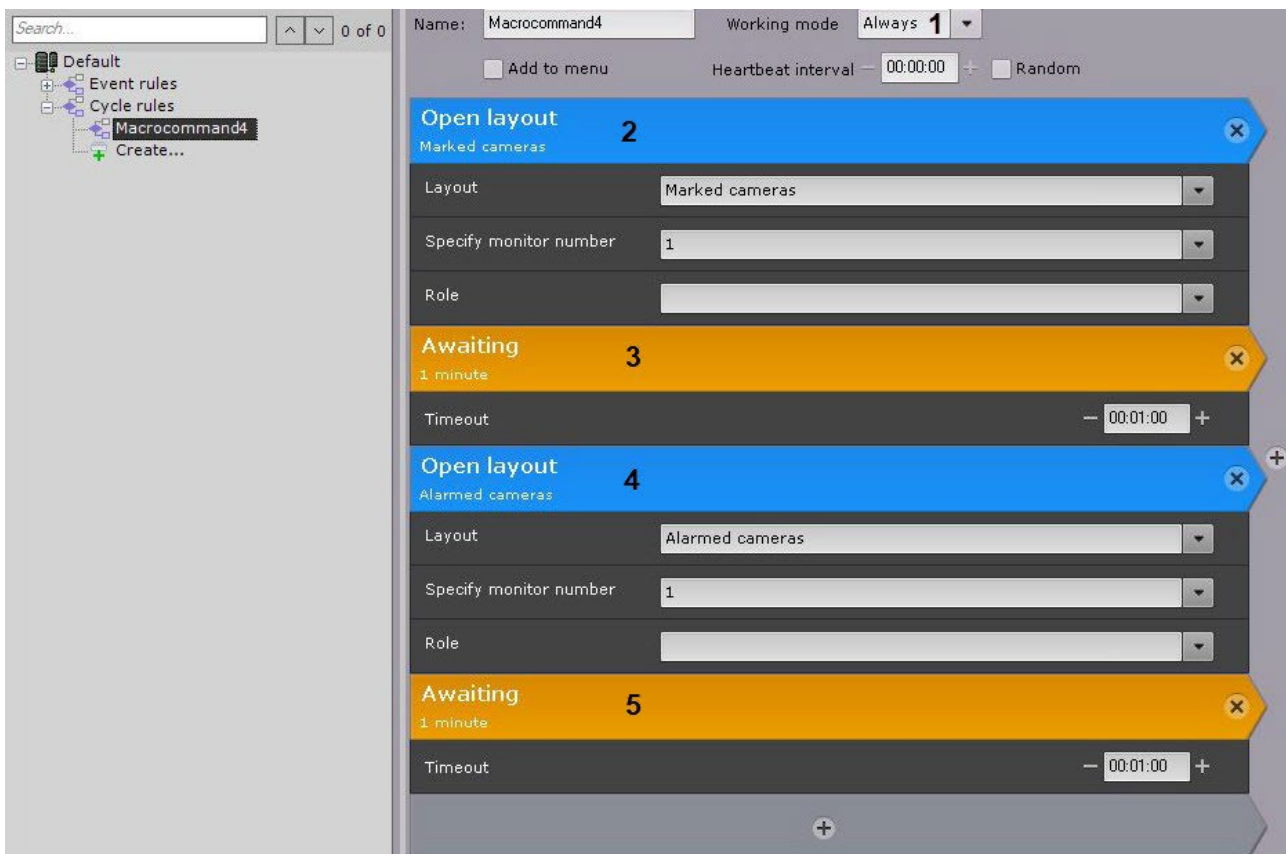 Search...
0 of 0
Default
Event rules
Cycle rules
Macrocommand4
Create...
Name: Macrocommand4 Working mode Always 1
Add to menu Heartbeat interval 00:00:00 Random
Open layout 2
Marked cameras
Layout Marked cameras
Specify monitor number 1
Role
Awaiting 3
1 minute
Timeout 00:01:00
Open layout 4
Alarmed cameras
Layout Alarmed cameras
Specify monitor number 1
Role
Awaiting 5
1 minute
Timeout 00:01:00